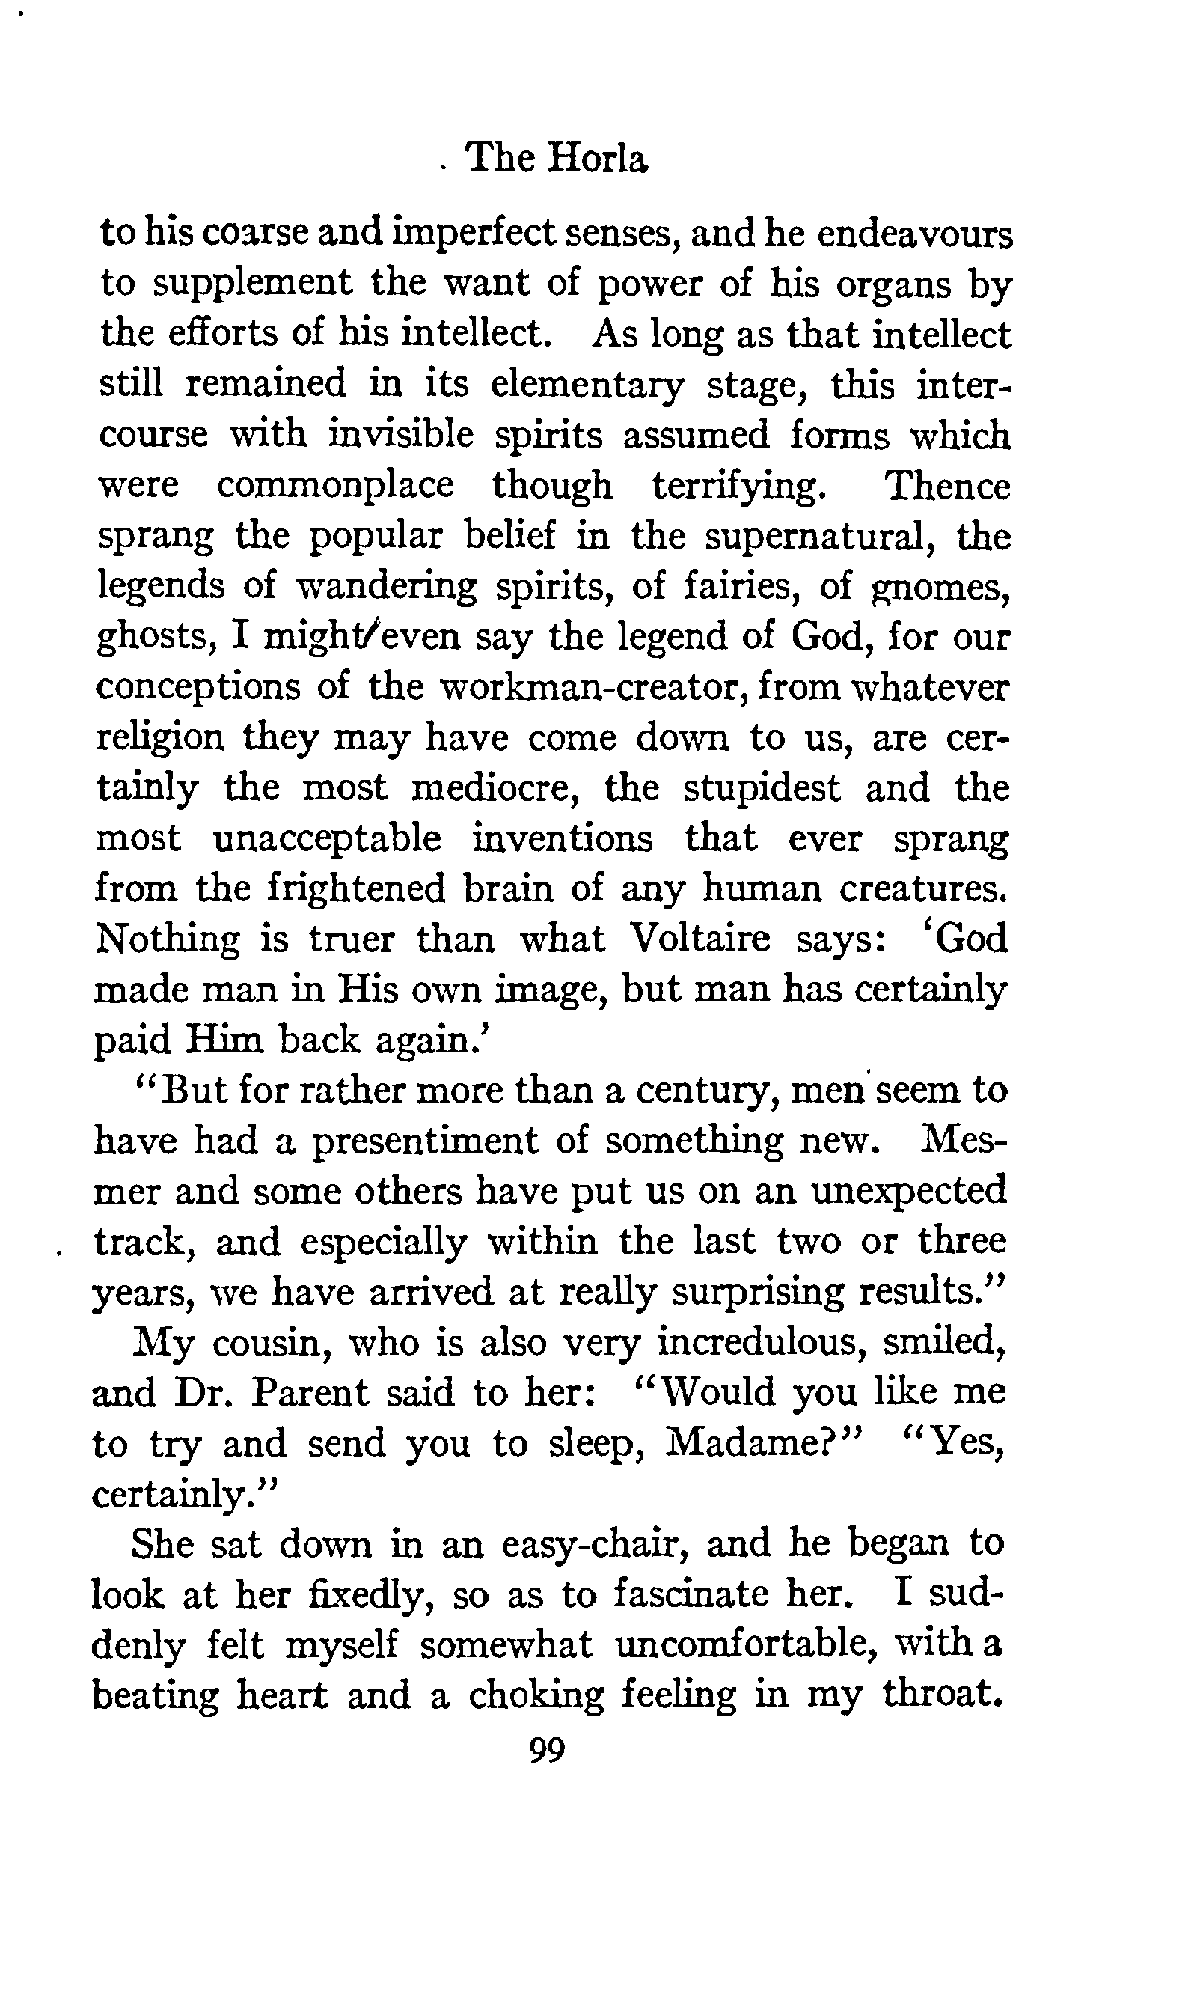 The Horla
to his coarse and imperfect senses, and he endeavours
to supplement the want of power of his organs by
the efforts of his intellect. As long as that intellect
still remained in its elementary stage, this inter-
course with invisible spirits assumed forms which
were commonplace though terrifying. Thence
sprang the popular belief in the supernatural, the
legends of wandering spirits, of fairies, of gnomes,
ghosts, I might even say the legend of God, for our
conceptions of the workman-creator, from whatever
religion they may have come down to us, are cer-
tainly the most mediocre, the stupidest and the
most unacceptable inventions that ever sprang
from the frightened brain of any human creatures.
Nothing is truer than what Voltaire says: ‘God
made man in His own image, but man has certainly
paid Him back again.’
“But for rather more than a century, men seem to
have had a presentiment of something new. Mes-
mer and some others have put us on an unexpected
track, and especially within the last two or three
years, we have arrived at really surprising results.”
My cousin, who is also very incredulous, smiled,
and Dr. Parent said to her: “Would you like me
to try and send you to sleep, Madame?” “Yes,
certainly.”
She sat down in an easy-chair, and he began to
look at her fixedly, so as to fascinate her. I sud-
denly felt myself somewhat uncomfortable, with a
beating heart and a choking feeling in my throat.
99